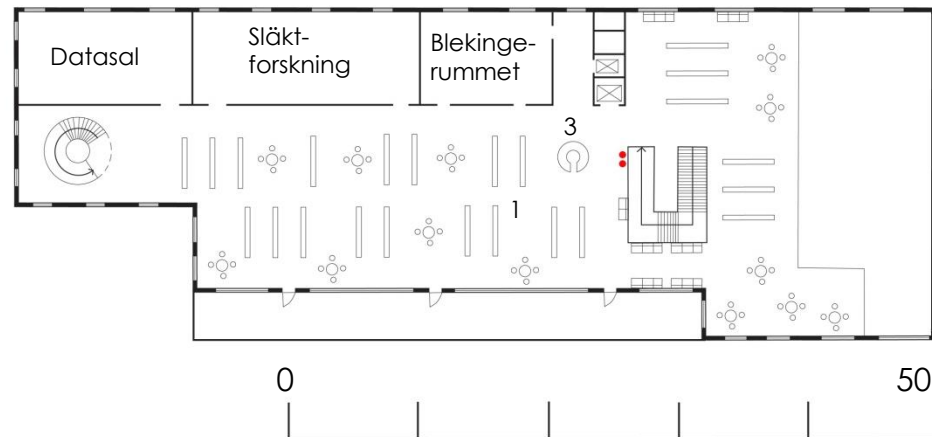 Datasal
Släkt-
forskning
Blekinge-
rummet
3
1
0
50